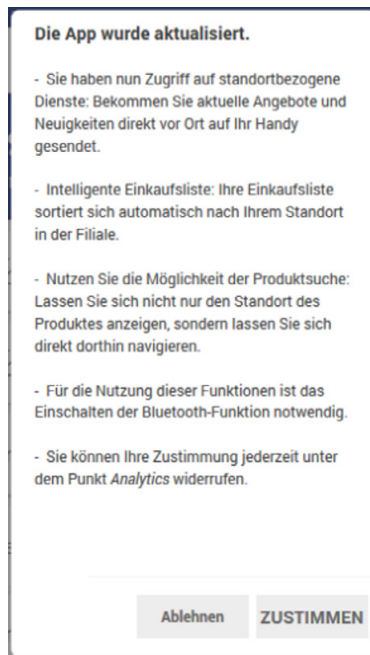 Die App wurde aktualisiert.
- Sie haben nun Zugriff auf standortbezogene
Dienste: Bekommen Sie aktuelle Angebote und
Neuigkeiten direkt vor Ort auf Ihr Handy
gesendet.
- Intelligente Einkaufsliste: Ihre Einkaufsliste
sortiert sich automatisch nach Ihrem Standort
in der Filiale.
- Nutzen Sie die Möglichkeit der Produktsuche:
Lassen Sie sich nicht nur den Standort des
Produktes anzeigen, sondern lassen Sie sich
direkt dorthin navigieren.
- Für die Nutzung dieser Funktionen ist das
Einschalten der Bluetooth-Funktion notwendig.
- Sie können Ihre Zustimmung jederzeit unter
dem Punkt Analytics widerrufen.
Ablehnen ZUSTIMMEN